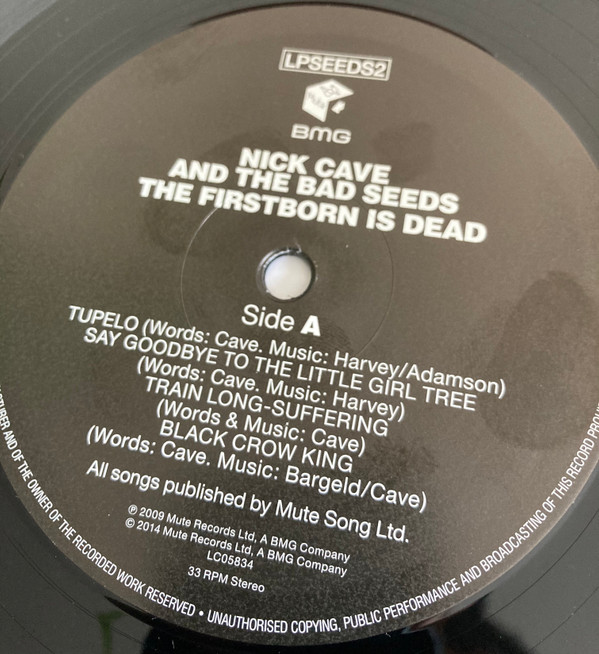 LPSEEDS2
BMG
NICK CAVE
AND THE BAD SEEDS
THE FIRSTBORN IS DEAD
Side A
TUPELO (Words: Cave. Music: Harvey/Adamson)
SAY GOODBYE TO THE LITTLE GIRL TREE
(Words: Cave. Music: Harvey)
TRAIN LONG-SUFFERING
(Words & Music: Cave)
BLACK CROW KING
(Words: Cave. Music: Bargeld/Cave)
All songs published by Mute Song Ltd.
℗ 2009 Mute Records Ltd, A BMG Company
© 2014 Mute Records Ltd, A BMG Company
LC05834
33 RPM Stereo
AND OF THE OWNER OF THE RECORDED WORK RESERVED • UNAUTHORISED COPYING, PUBLIC PERFORMANCE AND BROADCASTING OF THIS RECORD